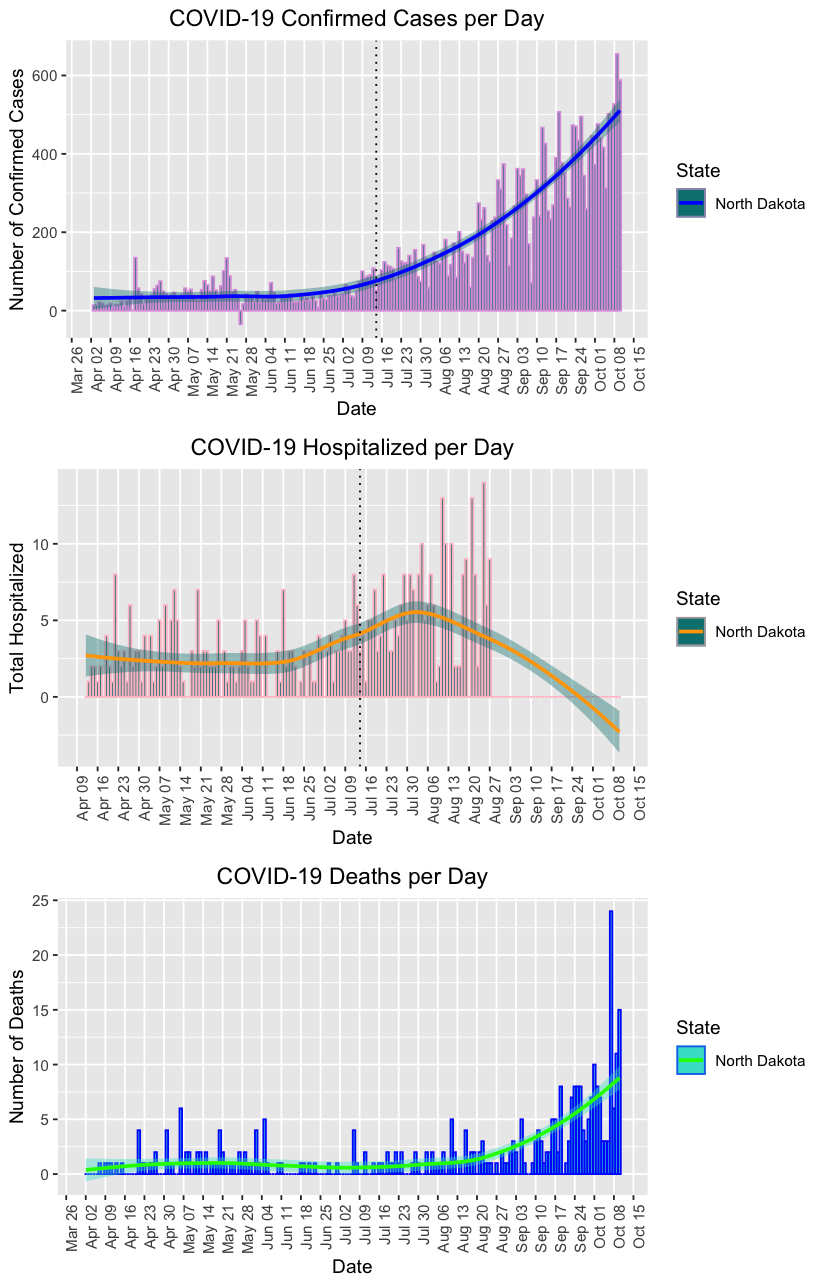 COVID-19 Confirmed Cases per Day
Number of Confirmed Cases
600
400
200
0
Mar 26
Apr 02
Apr 09
Apr 16
Apr 23
Apr 30
May 07
May 14
May 21
May 28
Jun 04
Jun 11
Jun 18
Jun 25
Jul 02
Jul 09
Jul 16
Jul 23
Jul 30
Aug 06
Aug 13
Aug 20
Aug 27
Sep 03
Sep 10
Sep 17
Sep 24
Oct 01
Oct 08
Oct 15
Date
State
North Dakota
COVID-19 Hospitalized per Day
Total Hospitalized
10
5
0
Apr 09
Apr 16
Apr 23
Apr 30
May 07
May 14
May 21
May 28
Jun 04
Jun 11
Jun 18
Jun 25
Jul 02
Jul 09
Jul 16
Jul 23
Jul 30
Aug 06
Aug 13
Aug 20
Aug 27
Sep 03
Sep 10
Sep 17
Sep 24
Oct 01
Oct 08
Oct 15
Date
State
North Dakota
COVID-19 Deaths per Day
Number of Deaths
25
20
15
10
5
0
Mar 26
Apr 02
Apr 09
Apr 16
Apr 23
Apr 30
May 07
May 14
May 21
May 28
Jun 04
Jun 11
Jun 18
Jun 25
Jul 02
Jul 09
Jul 16
Jul 23
Jul 30
Aug 06
Aug 13
Aug 20
Aug 27
Sep 03
Sep 10
Sep 17
Sep 24
Oct 01
Oct 08
Oct 15
Date
State
North Dakota